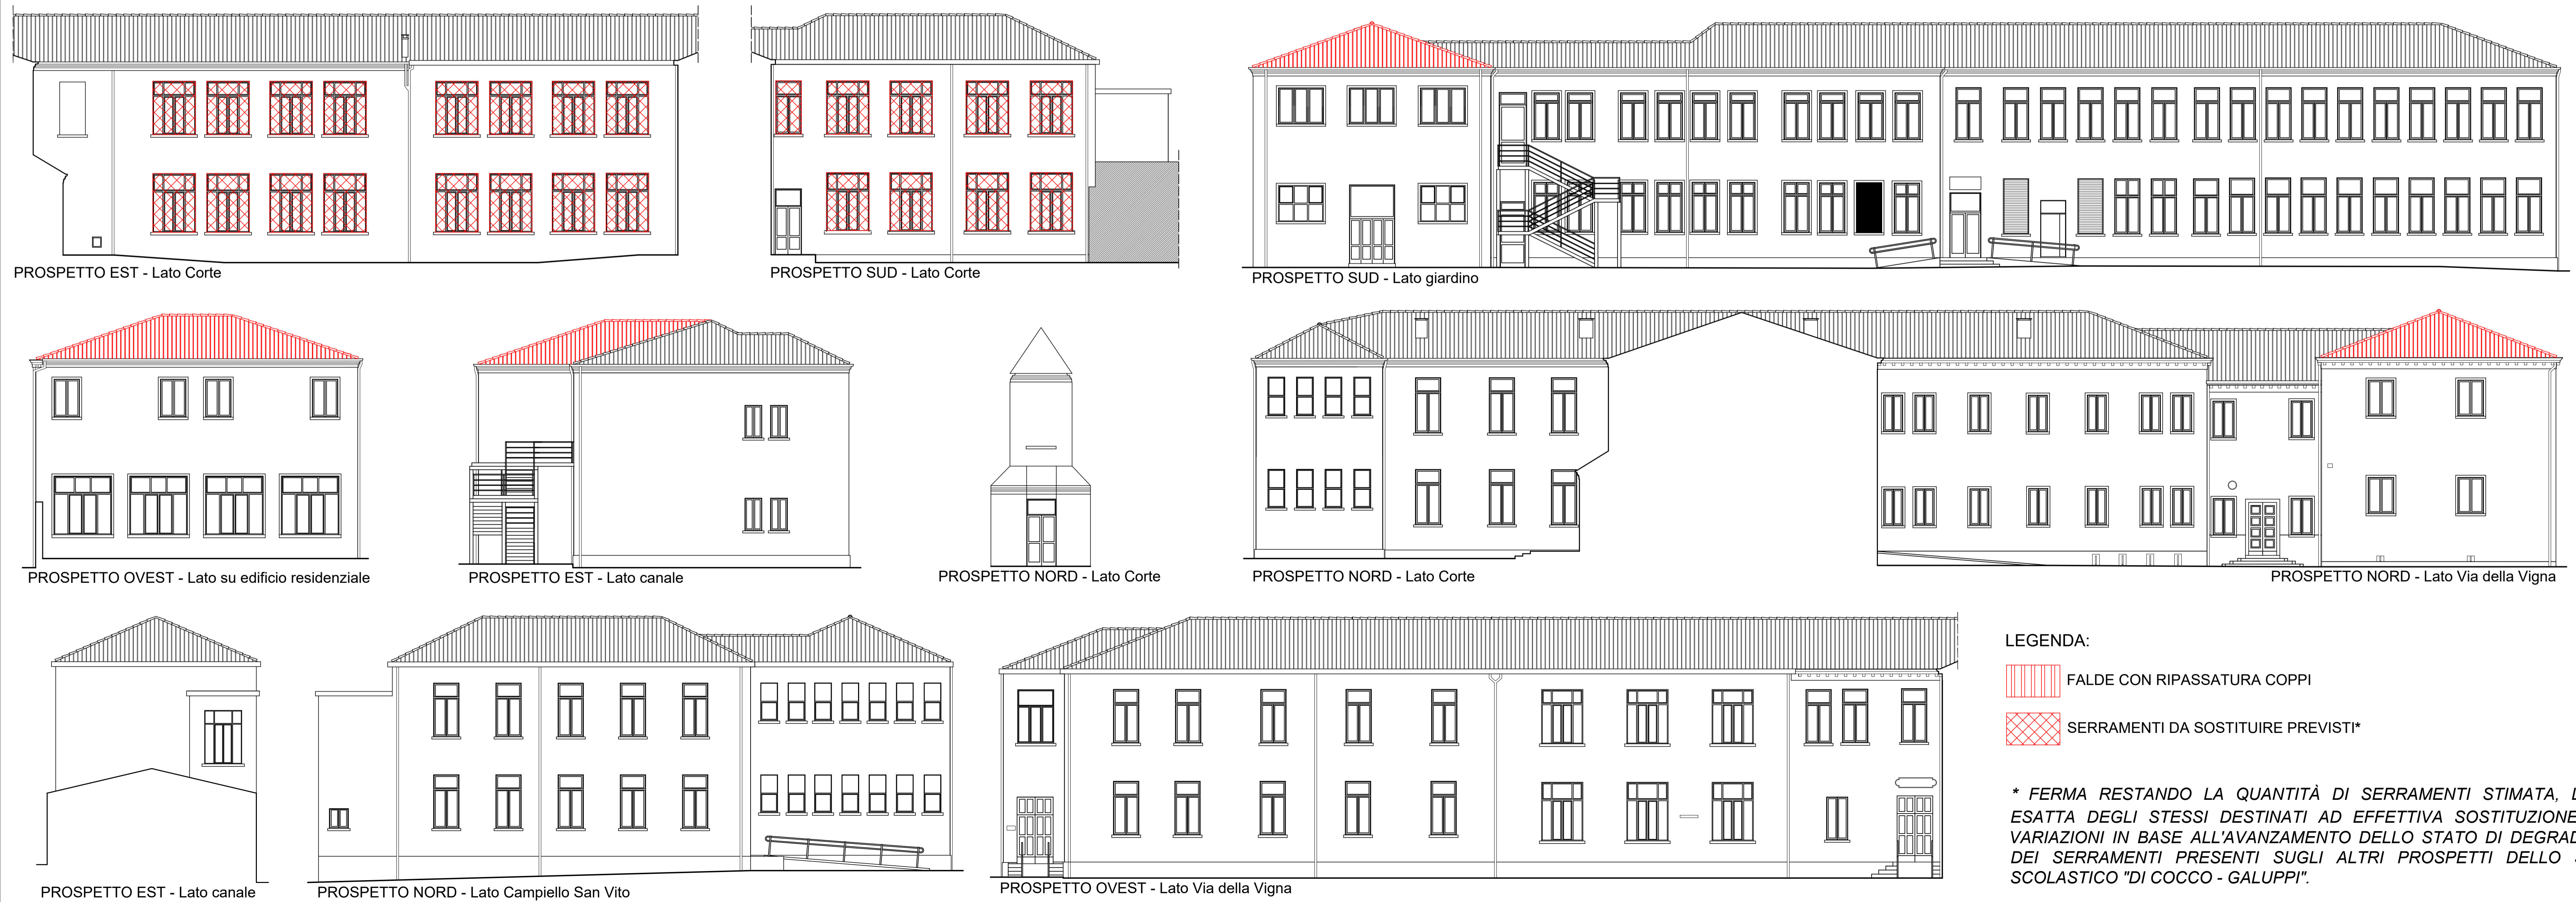 PROSPETTO EST - Lato Corte
PROSPETTO SUD - Lato Corte
PROSPETTO SUD - Lato giardino
PROSPETTO OVEST - Lato su edificio residenziale
PROSPETTO EST - Lato canale
PROSPETTO NORD - Lato Corte
PROSPETTO NORD - Lato Corte
PROSPETTO NORD - Lato Via della Vigna
PROSPETTO EST - Lato canale
PROSPETTO NORD - Lato Campiello San Vito
PROSPETTO OVEST - Lato Via della Vigna
LEGENDA:
FALDE CON RIPASSATURA COPPI
SERRAMENTI DA SOSTITUIRE PREVISTI*
* FERMA RESTANDO LA QUANTITÀ DI SERRAMENTI STIMATA,
ESATTA DEGLI STESSI DESTINATI AD EFFETTIVA SOSTITUZIONE
VARIAZIONI IN BASE ALL'AVANZAMENTO DELLO STATO DI
DEI SERRAMENTI PRESENTI SUGLI ALTRI PROSPETTI DELLO
SCOLASTICO "DI COCCO - GALUPPI".